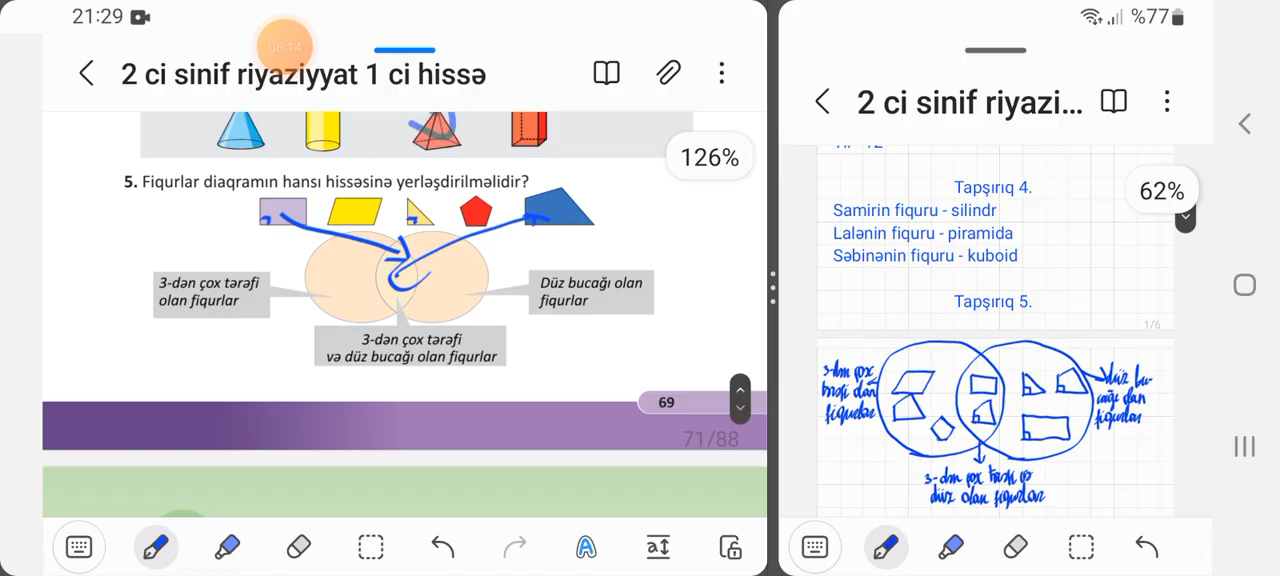 21:29
06:14
2 ci sinif riyaziyyat 1 ci hissə
126%
5. Fiqurlar diaqramın hansı hissəsinə yerləşdirilməlidir?
3-dən çox tərəfi
olan fiqurlar
Düz bucağı olan
fiqurlar
3-dən çox tərəfi
və düz bucağı olan fiqurlar
69
71/88
%77
2 ci sinif riyazi...
62%
Tapşırıq 4.
Samirin fiquru - silindr
Lalənin fiquru - piramida
Səbinənin fiquru - kuboid
Tapşırıq 5.
1/6
3-dən çox
tərəfi olan
fiqurlar
düz bu-
cağı olan
fiqurlar
3-dən çox tərəfi və
düz olan fiqurlar